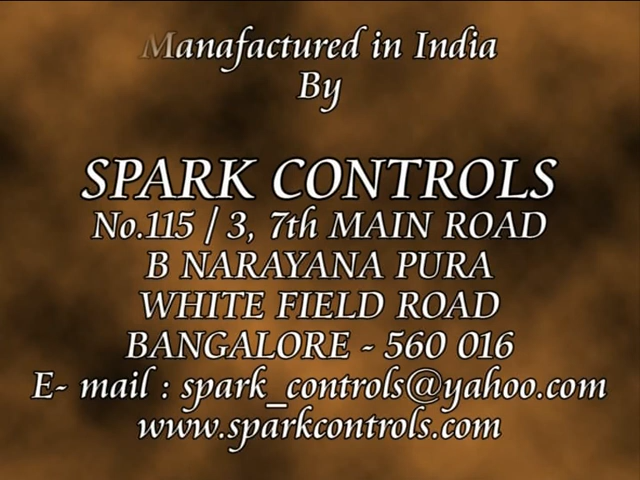 Manafactured in India
By
SPARK CONTROLS
No.115 / 3, 7th MAIN ROAD
B NARAYANA PURA
WHITE FIELD ROAD
BANGALORE - 560 016
E- mail : spark_controls@yahoo.com
www.sparkcontrols.com